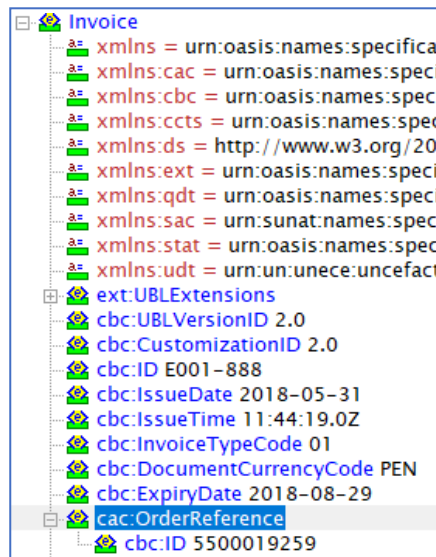 Invoice
xmlns = urn:oasis:names:specifica
xmlns:cac = urn:oasis:names:speci
xmlns:cbc = urn:oasis:names:spec
xmlns:ccts = urn:oasis:names:spec
xmlns:ds = http://www.w3.org/20
xmlns:ext = urn:oasis:names:speci
xmlns:qdt = urn:oasis:names:speci
xmlns:sac = urn:sunat:names:spec
xmlns:stat = urn:oasis:names:spec
xmlns:udt = urn:un:unece:uncefact
ext:UBLExtensions
cbc:UBLVersionID 2.0
cbc:CustomizationID 2.0
cbc:ID E001-888
cbc:IssueDate 2018-05-31
cbc:IssueTime 11:44:19.0Z
cbc:InvoiceTypeCode 01
cbc:DocumentCurrencyCode PEN
cbc:ExpiryDate 2018-08-29
cac:OrderReference
cbc:ID 5500019259